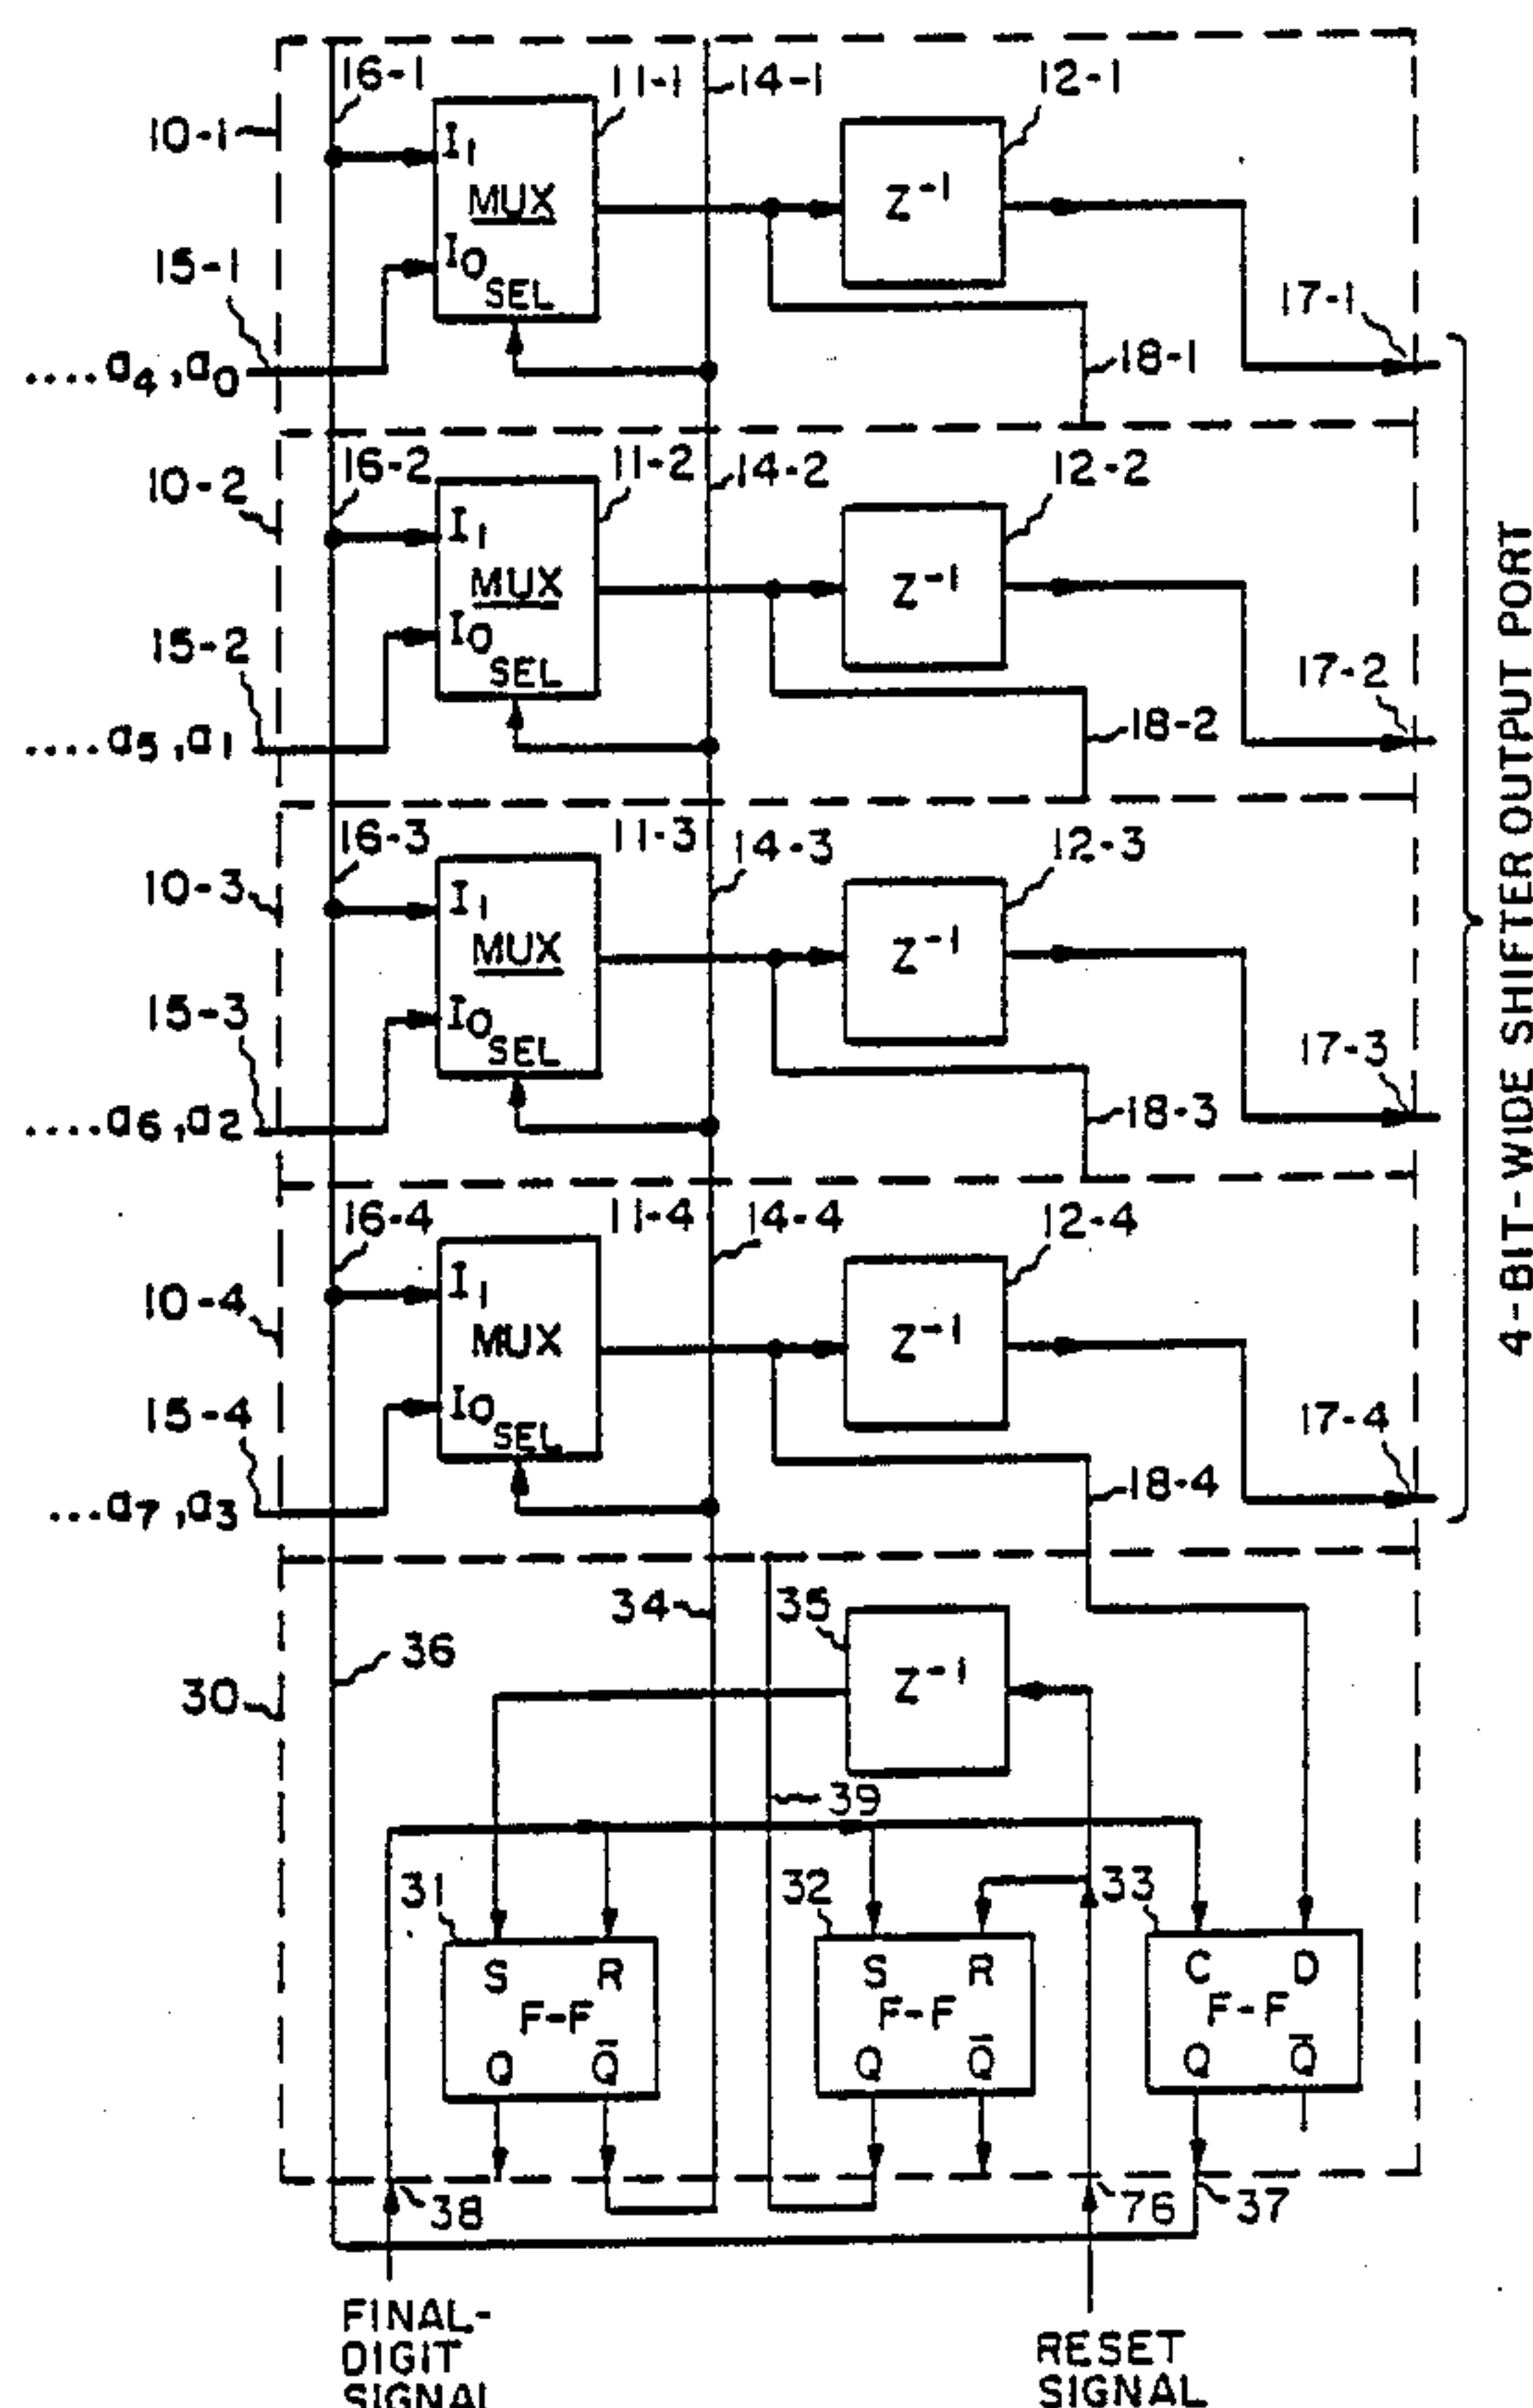 16-1
11-1
14-1
12-1
10-1
I1
MUX
Z-1
I0
SEL
15-1
17-1
....a4,a0
18-1
10-2
16-2
11-2
14-2
12-2
I1
MUX
Z-1
I0
SEL
15-2
17-2
....a5,a1
18-2
16-3
11-3
14-3
12-3
10-3
I1
MUX
Z-1
I0
SEL
15-3
17-3
....a6,a2
18-3
16-4
11-4
14-4
12-4
10-4
I1
MUX
Z-1
I0
SEL
15-4
17-4
...a7,a3
18-4
4-BIT-WIDE SHIFTER OUTPUT PORT
34
35
36
Z-1
30
39
31
32
33
S R
F-F
Q Q̅
S R
F-F
Q Q̅
C D
F-F
Q Q̅
38
76
37
FINAL-
DIGIT
SIGNAL
RESET
SIGNAL